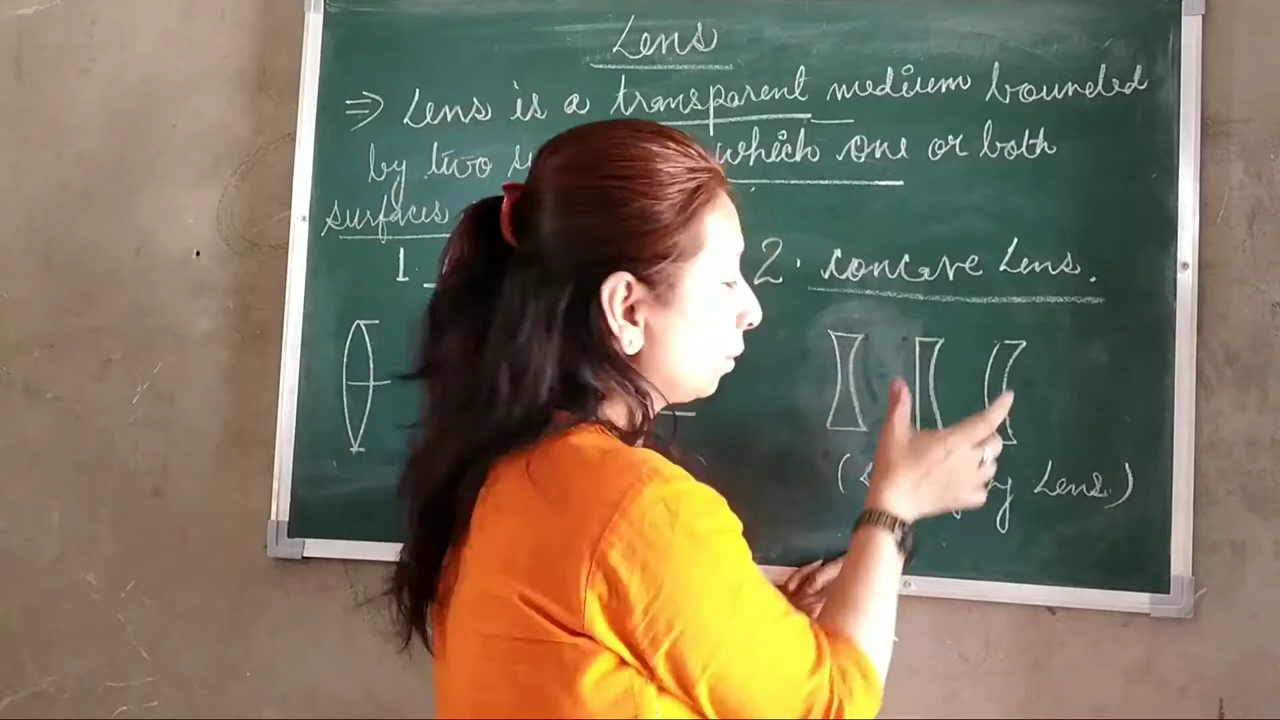 Lens
⇒ Lens is a transparent medium bounded
by two which one or both
surfaces
1. 2. concave Lens.
( Lens.)